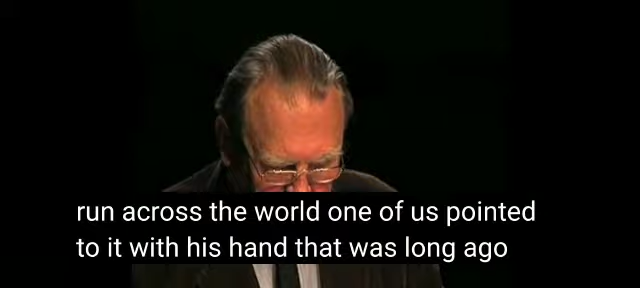 run across the world one of us pointed
to it with his hand that was long ago